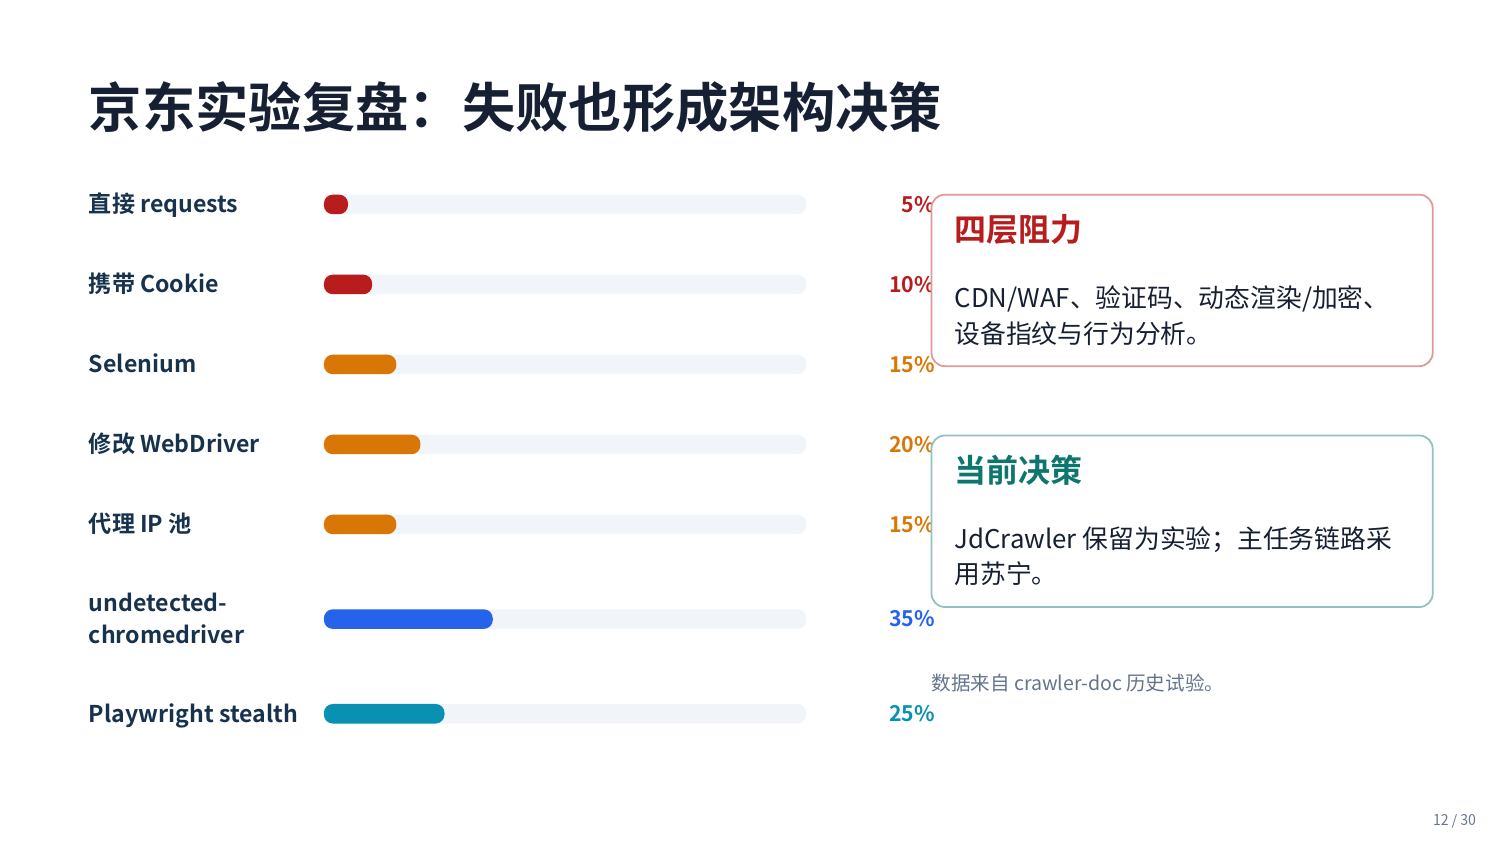 京东实验复盘：失败也形成架构决策
直接 requests 5%
携带 Cookie 10%
Selenium 15%
修改 WebDriver 20%
代理 IP 池 15%
undetected-
chromedriver 35%
Playwright stealth 25%
四层阻力
CDN/WAF、验证码、动态渲染/加密、
设备指纹与行为分析。
当前决策
JdCrawler 保留为实验；主任务链路采
用苏宁。
数据来自 crawler-doc 历史试验。
12 / 30